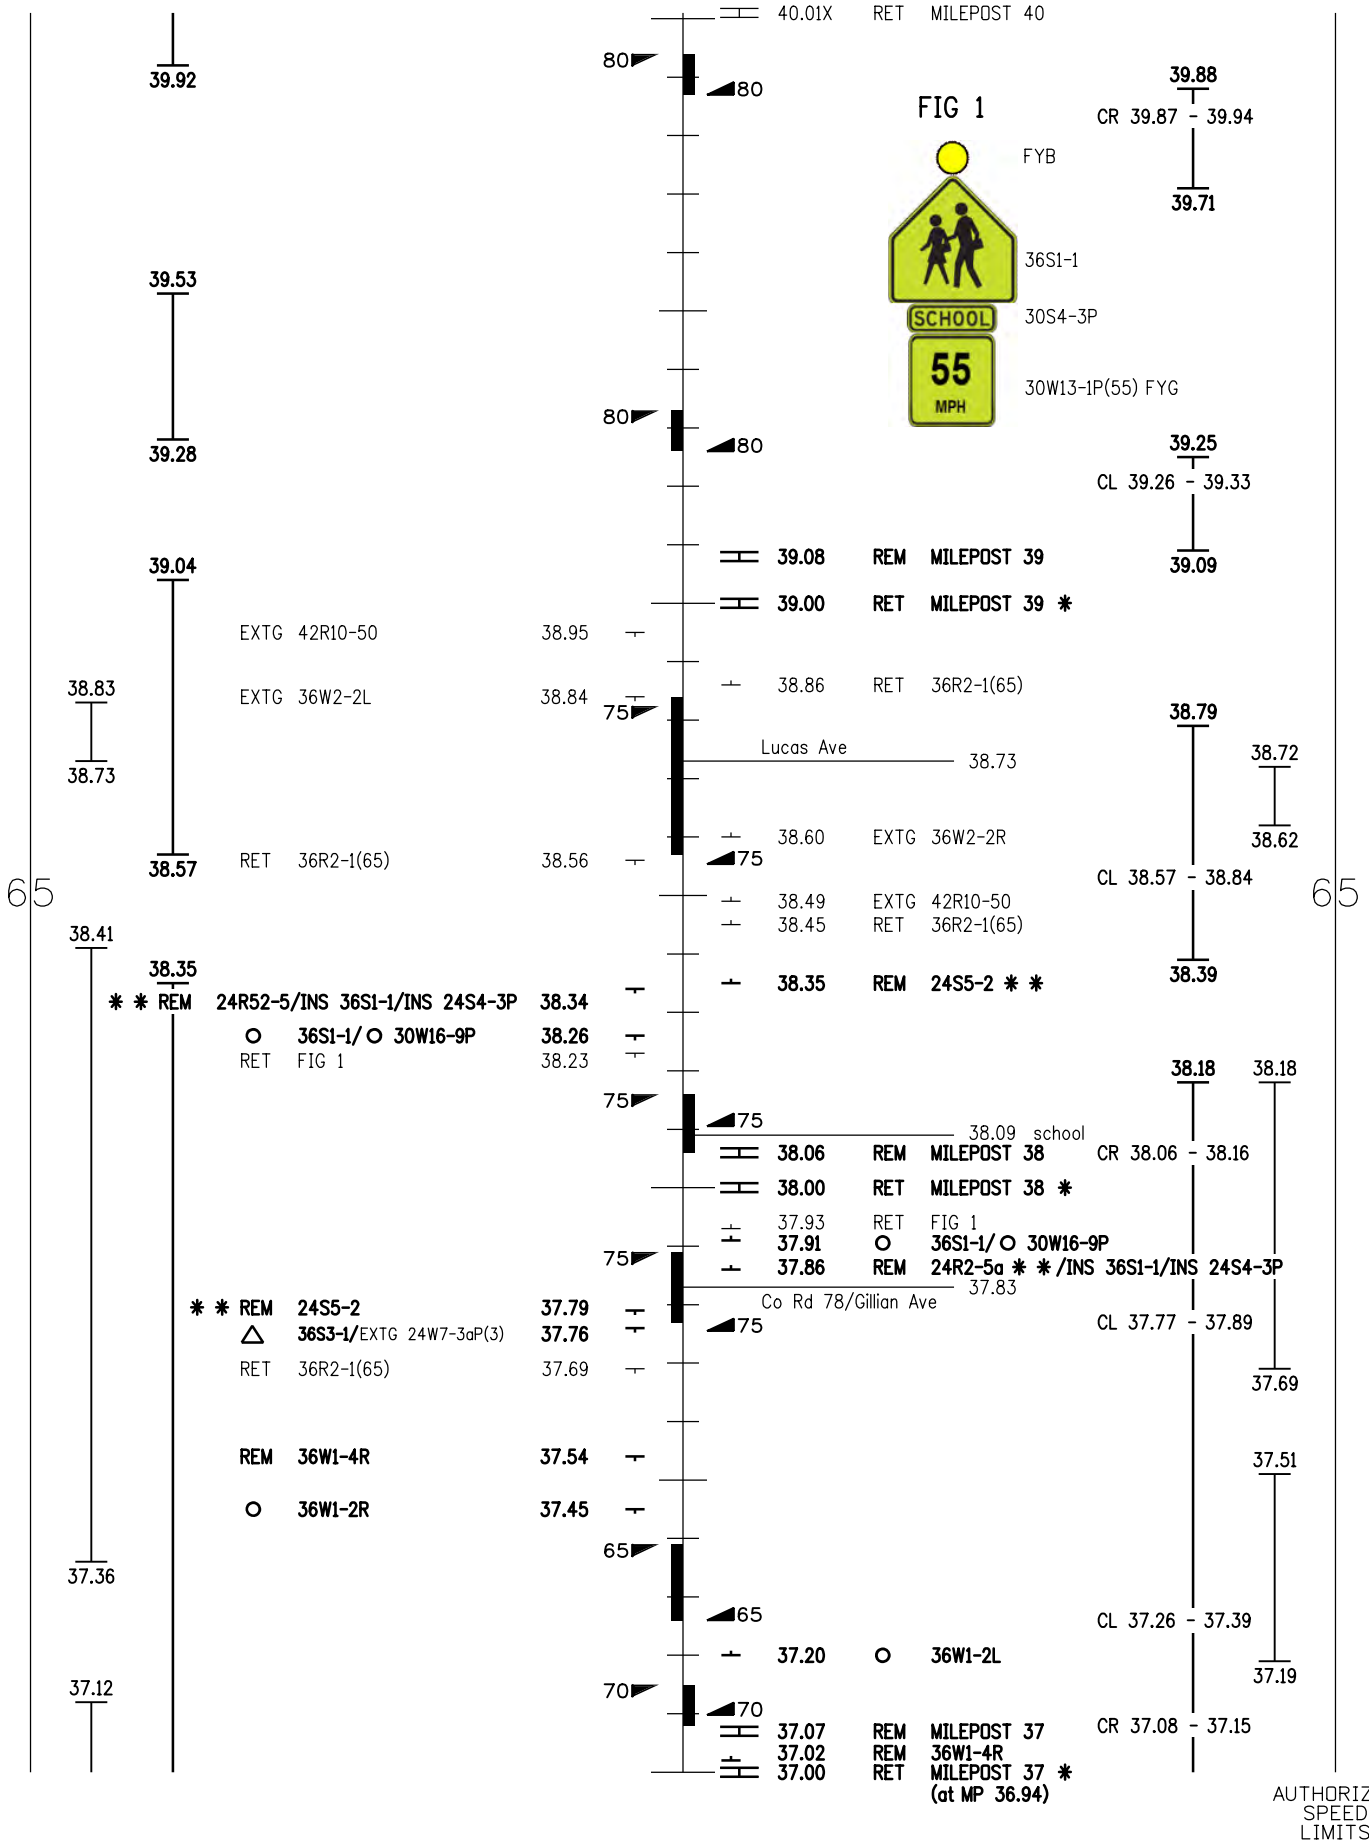 40.01X RET MILEPOST 40
80
39.92
80
39.88
FIG 1
CR 39.87 - 39.94
FYB
39.71
36S1-1
39.53
SCHOOL 30S4-3P
55
MPH
30W13-1P(55) FYG
80
39.28
80
39.25
CL 39.26 - 39.33
39.08 REM MILEPOST 39
39.04
39.09
39.00 RET MILEPOST 39 *
EXTG 42R10-50 38.95
38.83
38.86 RET 36R2-1(65)
EXTG 36W2-2L 38.84
75
38.79
Lucas Ave
38.73
38.72
38.73
38.60 EXTG 36W2-2R
38.62
38.57
RET 36R2-1(65) 38.56
75
CL 38.57 - 38.84
65
65
38.49 EXTG 42R10-50
38.45 RET 36R2-1(65)
38.41
38.35
38.39
38.35 REM 24S5-2 * *
* * REM 24R52-5/INS 36S1-1/INS 24S4-3P 38.34
36S1-1/ 30W16-9P 38.26
RET FIG 1 38.23
38.18
38.18
75
75
38.09 school
38.06 REM MILEPOST 38
CR 38.06 - 38.16
38.00 RET MILEPOST 38 *
37.93 RET FIG 1
37.91 36S1-1/ 30W16-9P
75
37.86 REM 24R2-5a * * /INS 36S1-1/INS 24S4-3P
37.83
Co Rd 78/Gillian Ave
* * REM 24S5-2 37.79
75
CL 37.77 - 37.89
36S3-1/EXTG 24W7-3aP(3) 37.76
RET 36R2-1(65) 37.69
37.69
REM 36W1-4R 37.54
37.51
36W1-2R 37.45
65
37.36
65
CL 37.26 - 37.39
37.20 36W1-2L
37.19
37.12
70
70
37.07 REM MILEPOST 37
CR 37.08 - 37.15
37.02 REM 36W1-4R
37.00 RET MILEPOST 37 *
(at MP 36.94)
AUTHORIZ
SPEED
LIMITS